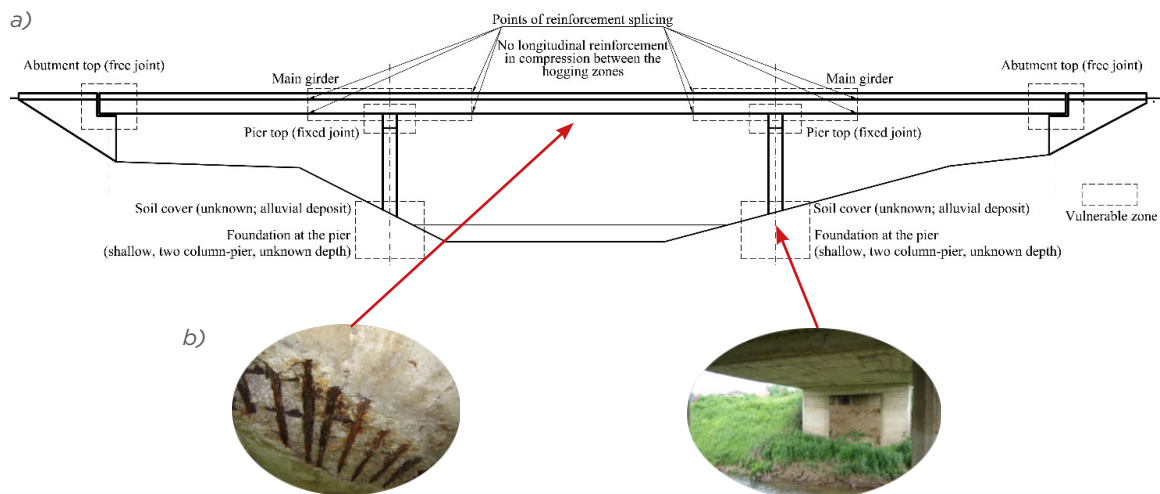 a)
Points of reinforcement splicing
No longitudinal reinforcement
in compression between the
hogging zones
Abutment top (free joint)
Main girder
Main girder
Abutment top (free joint)
Pier top (fixed joint)
Pier top (fixed joint)
Soil cover (unknown; alluvial deposit)
Foundation at the pier
(shallow, two column-pier, unknown depth)
Soil cover (unknown; alluvial deposit)
Foundation at the pier
(shallow, two column-pier, unknown depth)
Vulnerable zone
b)